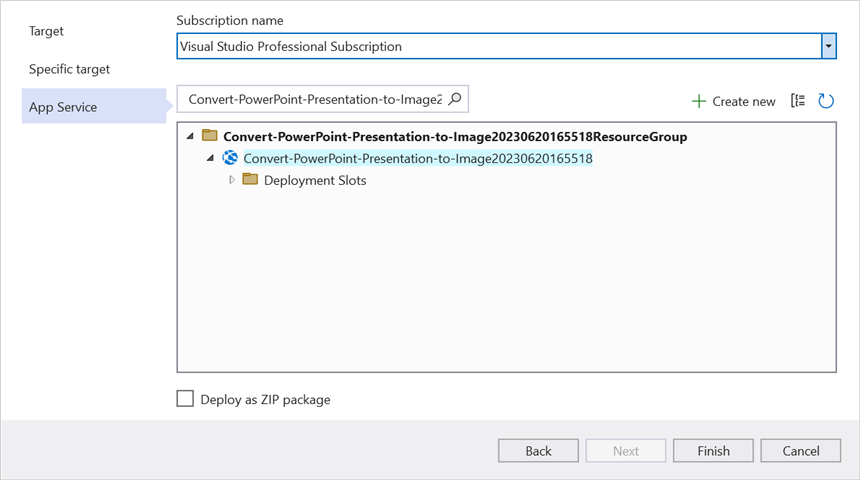 Target
Specific target
App Service
Subscription name
Visual Studio Professional Subscription
Convert-PowerPoint-Presentation-to-Image2
Create new
Convert-PowerPoint-Presentation-to-Image20230620165518ResourceGroup
Convert-PowerPoint-Presentation-to-Image20230620165518
Deployment Slots
Deploy as ZIP package
Back
Next
Finish
Cancel